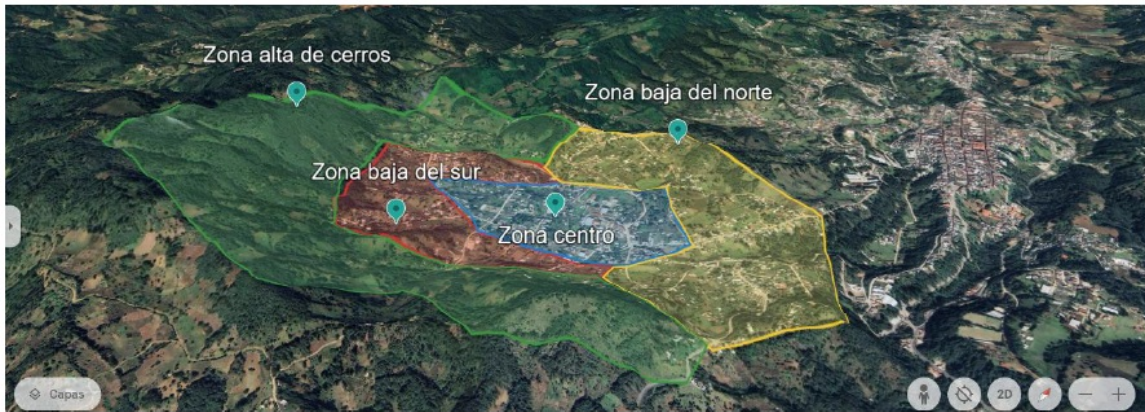 Zona alta de cerros
Zona baja del norte
Zona baja del sur
Zona centro
Capas
2D